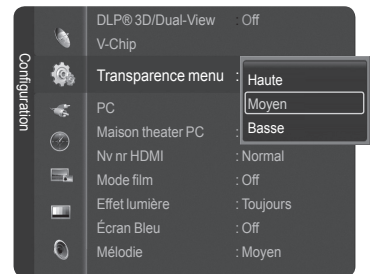 Configuration
DLP® 3D/Dual-View : Off
V-Chip
Transparence menu :
Haute
Moyen
Basse
PC
Maison theater PC :
Nv nr HDMI : Normal
Mode film : Off
Effet lumière : Toujours
Écran Bleu : Off
Mélodie : Moyen